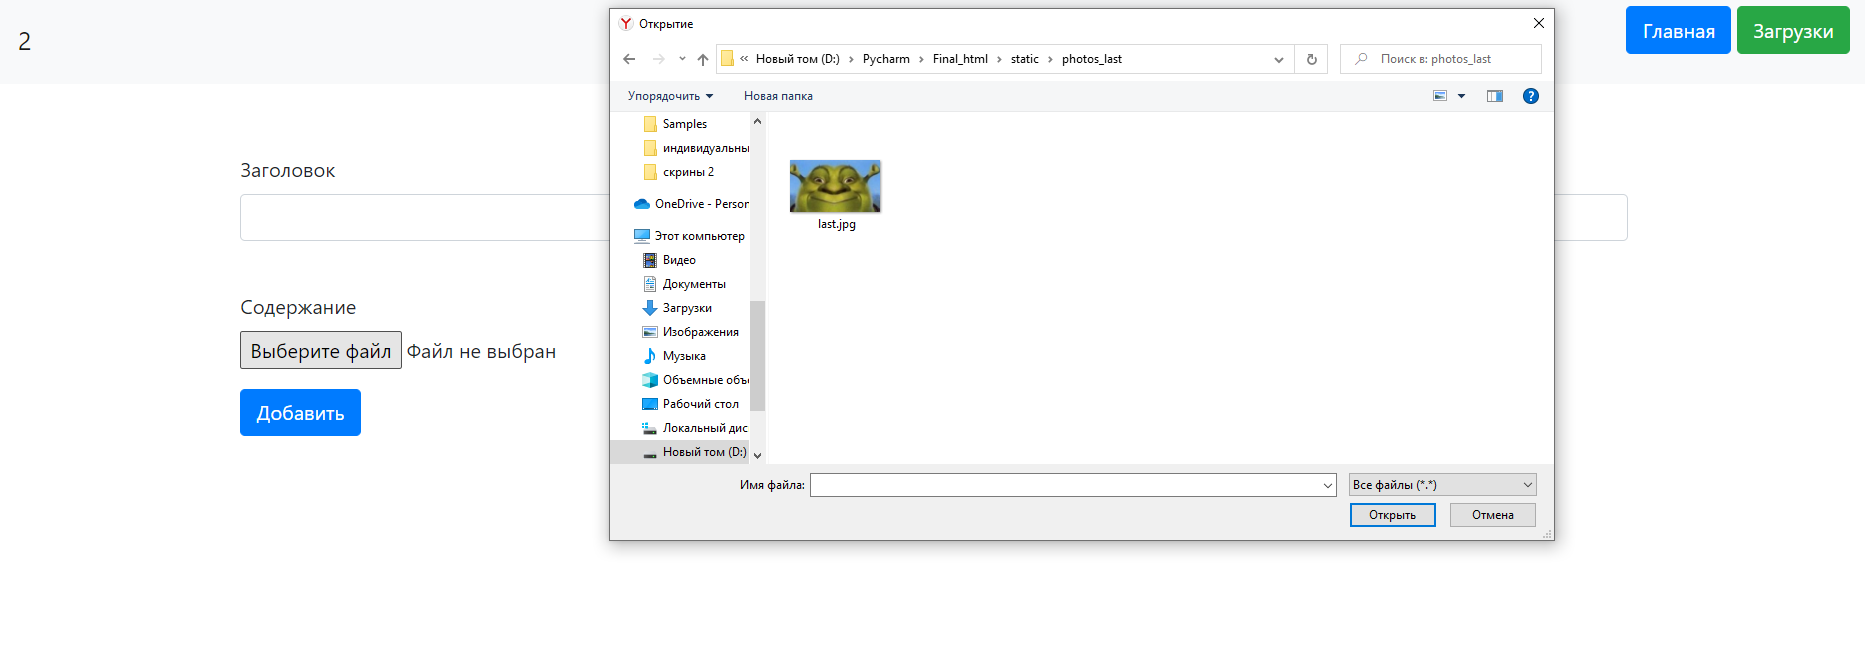 2
Главная
Загрузки
Заголовок
Содержание
Выберите файл Файл не выбран
Добавить
Открытие
« Новый том (D:) › Pycharm › Final_html › static › photos_last
Поиск в: photos_last
Упорядочить
Новая папка
Samples
индивидуальны
скрины 2
OneDrive - Person
Этот компьютер
Видео
Документы
Загрузки
Изображения
Музыка
Объемные объе
Рабочий стол
Локальный дис
Новый том (D:)
last.jpg
Имя файла:
Все файлы (*.*)
Открыть
Отмена